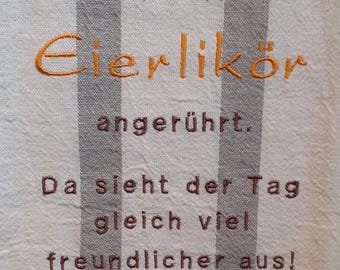 Eierlikör
angerührt.
Da sieht der Tag
gleich viel
freundlicher aus!